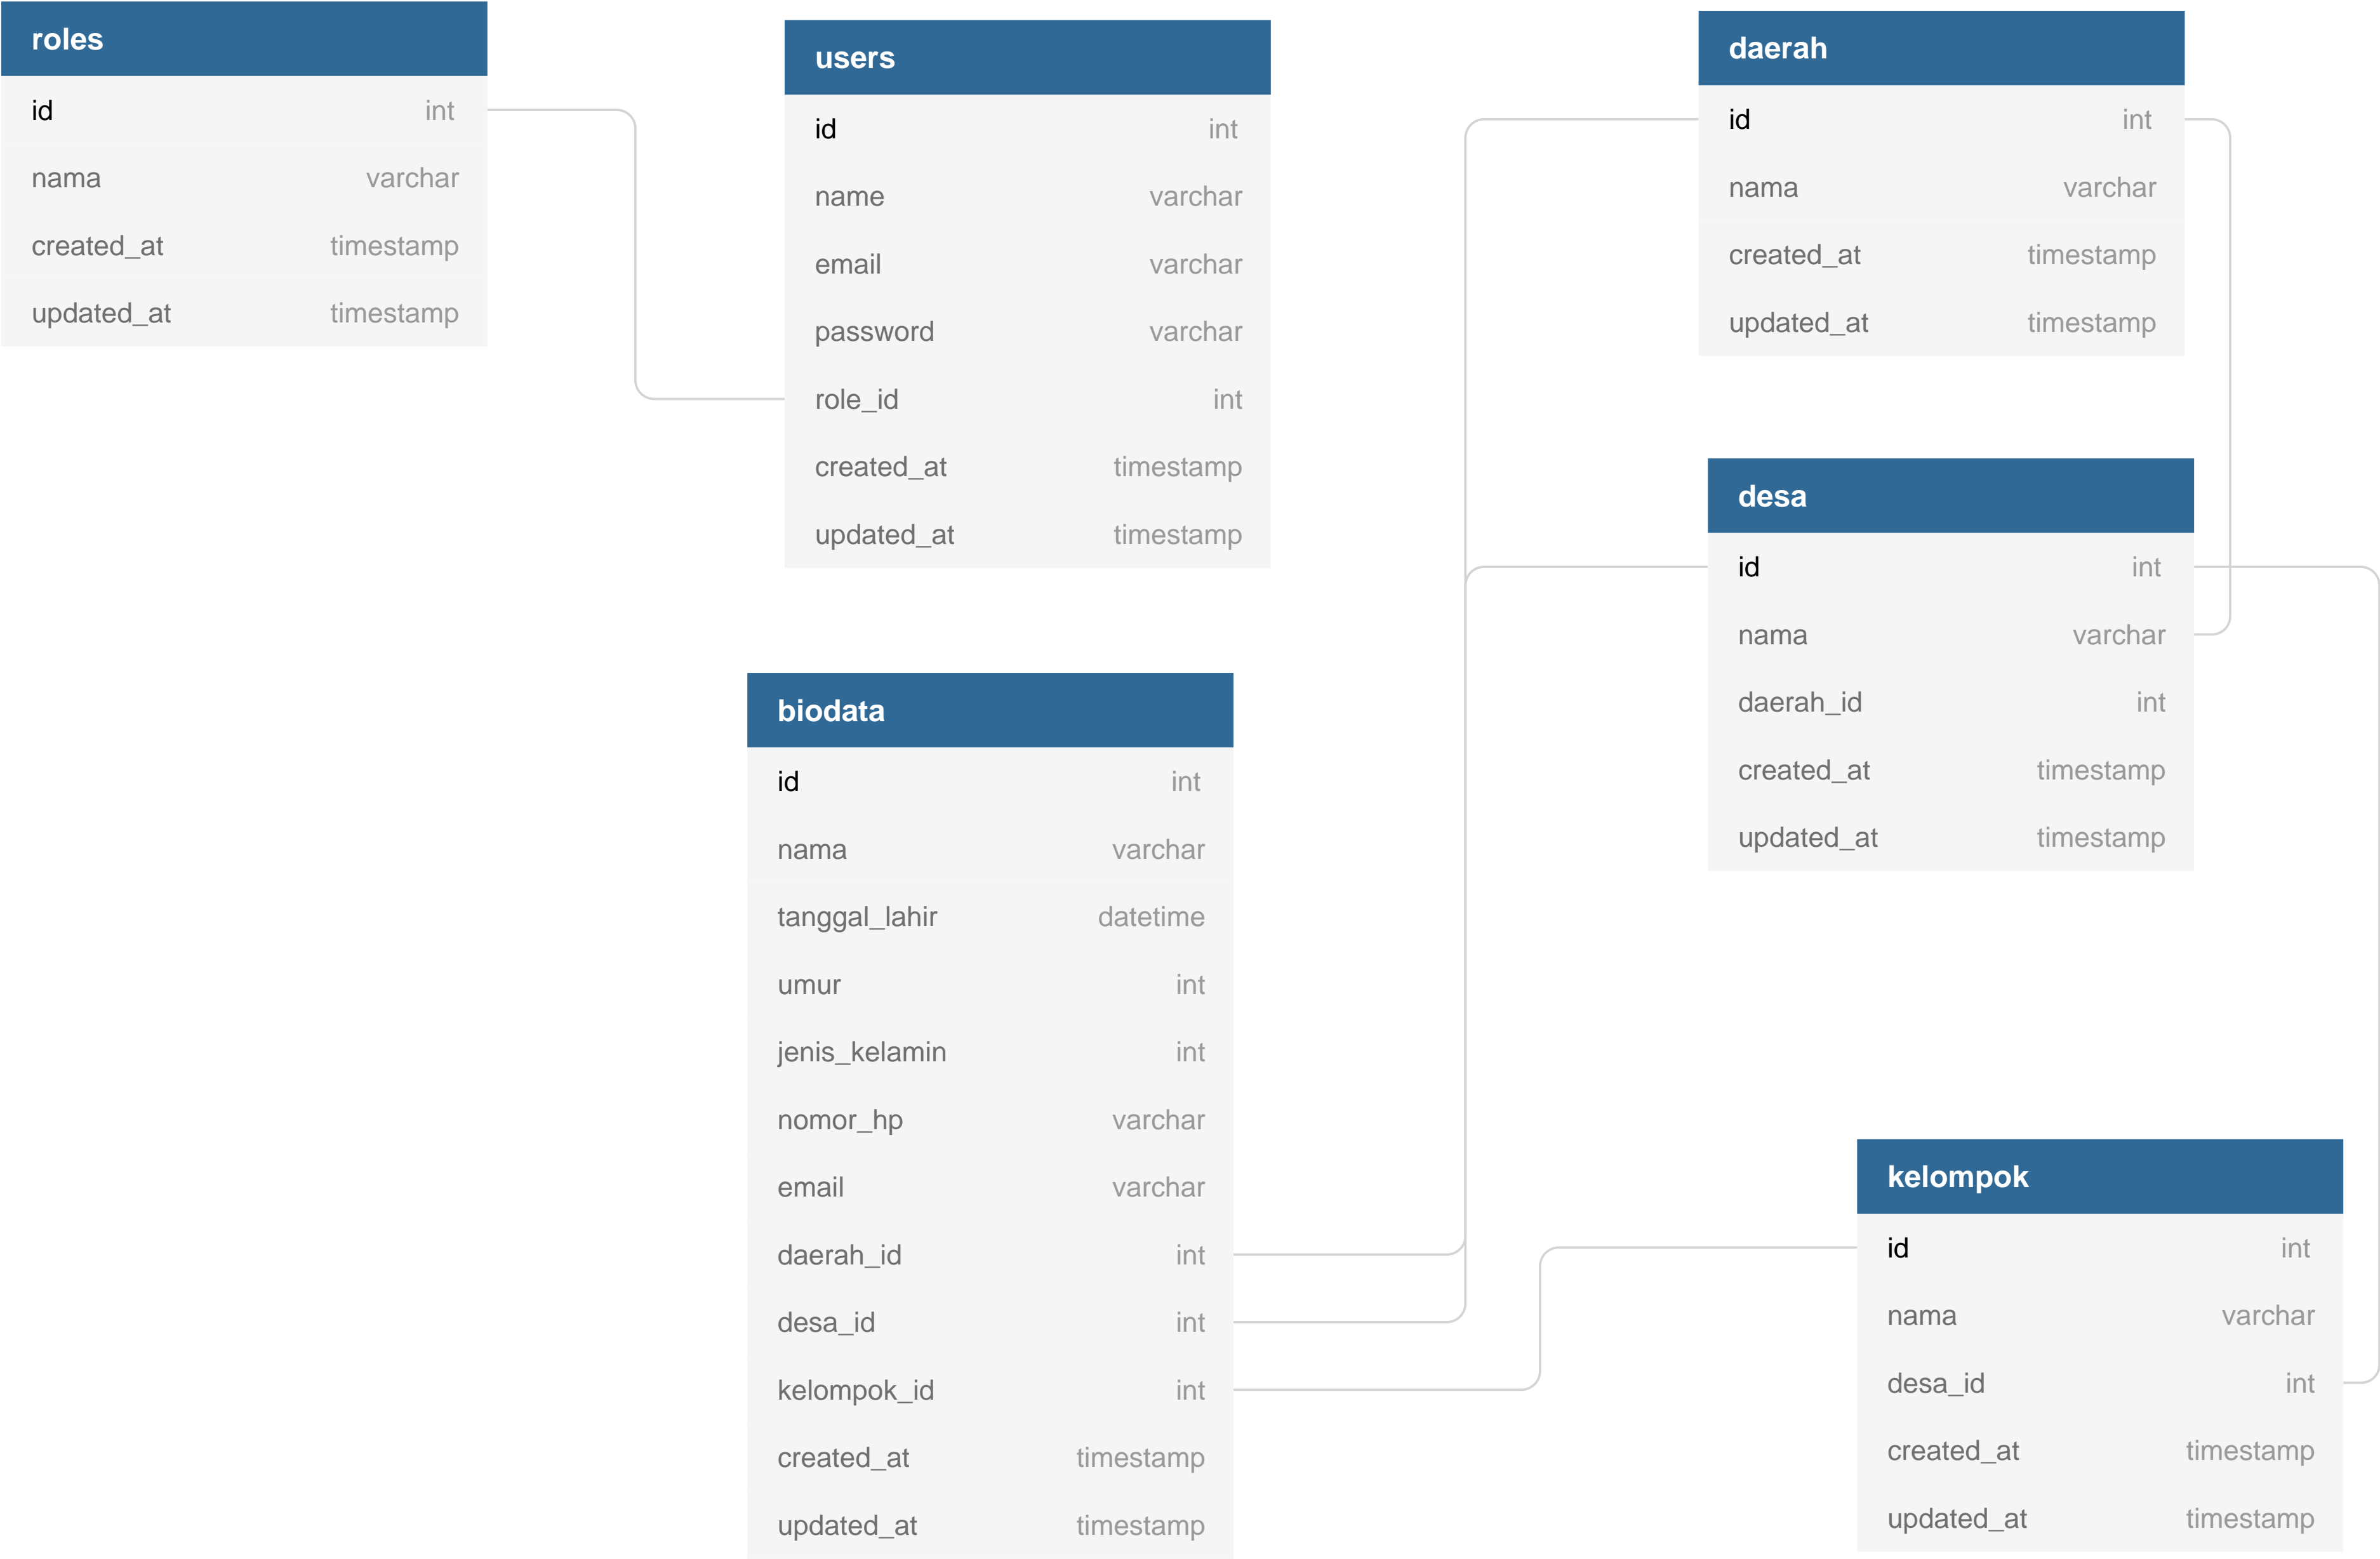 roles
id int
nama varchar
created_at timestamp
updated_at timestamp
users
id int
name varchar
email varchar
password varchar
role_id int
created_at timestamp
updated_at timestamp
daerah
id int
nama varchar
created_at timestamp
updated_at timestamp
desa
id int
nama varchar
daerah_id int
created_at timestamp
updated_at timestamp
biodata
id int
nama varchar
tanggal_lahir datetime
umur int
jenis_kelamin int
nomor_hp varchar
email varchar
daerah_id int
desa_id int
kelompok_id int
created_at timestamp
updated_at timestamp
kelompok
id int
nama varchar
desa_id int
created_at timestamp
updated_at timestamp